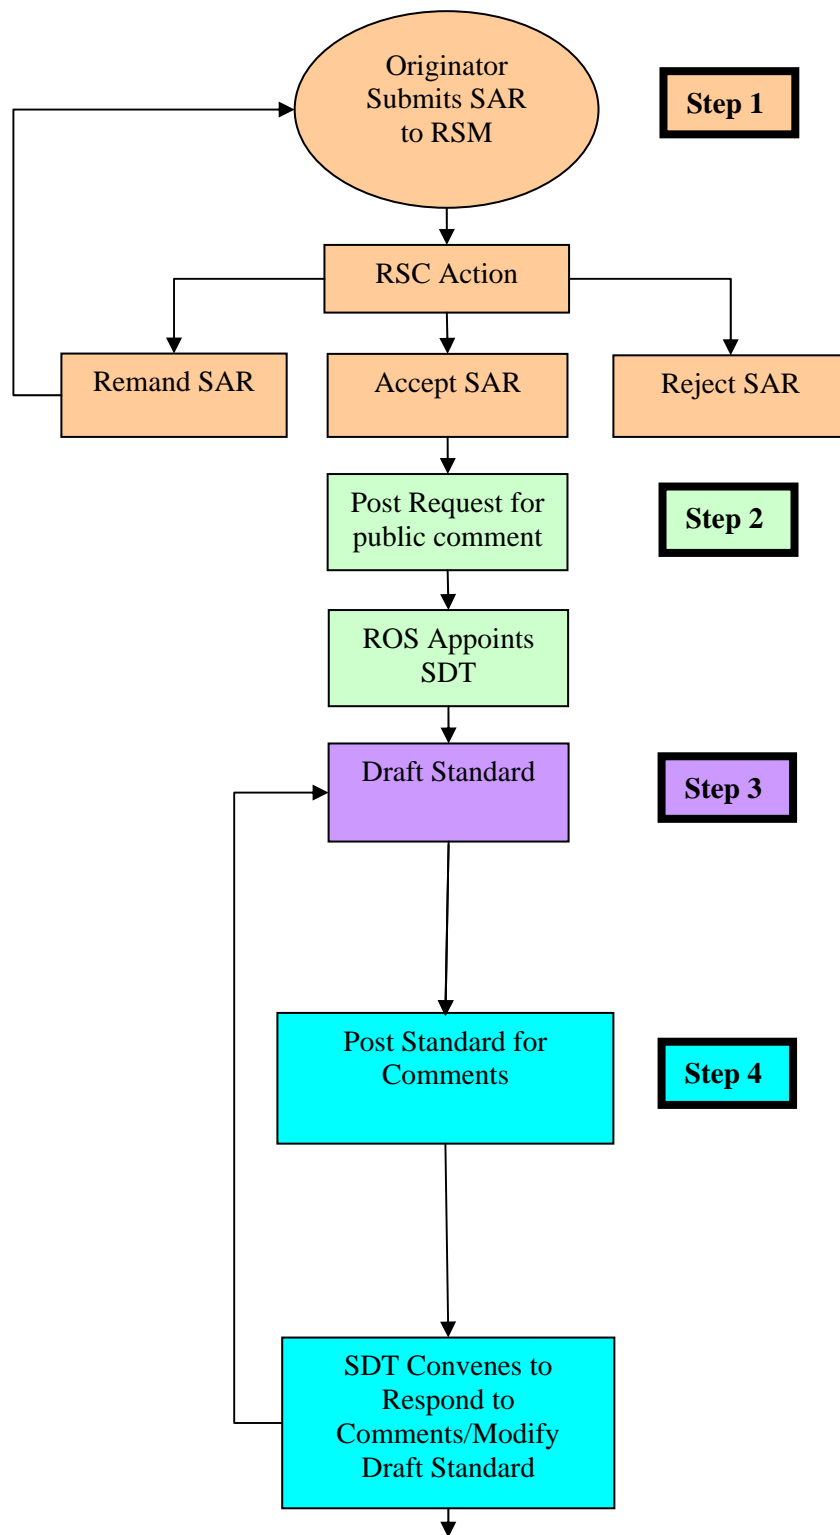 Originator
Submits SAR
to RSM
Step 1
RSC Action
Remand SAR
Accept SAR
Reject SAR
Post Request for
public comment
Step 2
ROS Appoints
SDT
Draft Standard
Step 3
Post Standard for
Comments
Step 4
SDT Convenes to
Respond to
Comments/Modify
Draft Standard